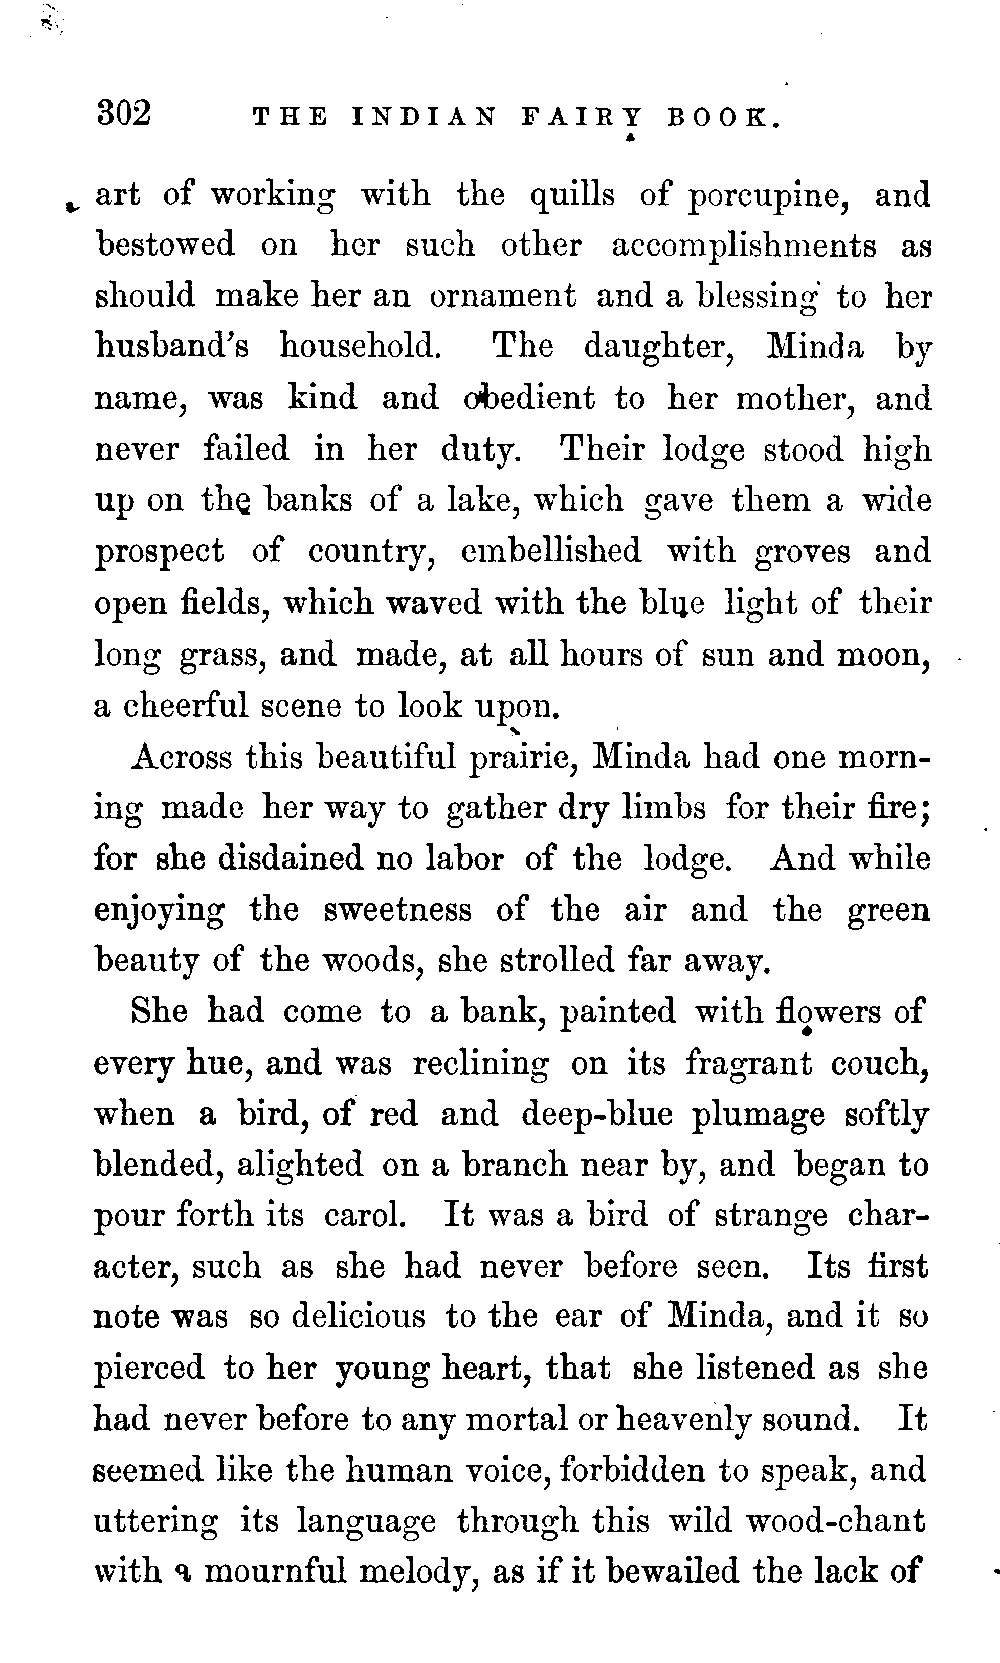 302 THE INDIAN FAIRY BOOK.
art of working with the quills of porcupine, and
bestowed on her such other accomplishments as
should make her an ornament and a blessing to her
husband's household. The daughter, Minda by
name, was kind and obedient to her mother, and
never failed in her duty. Their lodge stood high
up on the banks of a lake, which gave them a wide
prospect of country, embellished with groves and
open fields, which waved with the blue light of their
long grass, and made, at all hours of sun and moon,
a cheerful scene to look upon.
Across this beautiful prairie, Minda had one morn-
ing made her way to gather dry limbs for their fire;
for she disdained no labor of the lodge. And while
enjoying the sweetness of the air and the green
beauty of the woods, she strolled far away.
She had come to a bank, painted with flowers of
every hue, and was reclining on its fragrant couch,
when a bird, of red and deep-blue plumage softly
blended, alighted on a branch near by, and began to
pour forth its carol. It was a bird of strange char-
acter, such as she had never before seen. Its first
note was so delicious to the ear of Minda, and it so
pierced to her young heart, that she listened as she
had never before to any mortal or heavenly sound. It
seemed like the human voice, forbidden to speak, and
uttering its language through this wild wood-chant
with a mournful melody, as if it bewailed the lack of